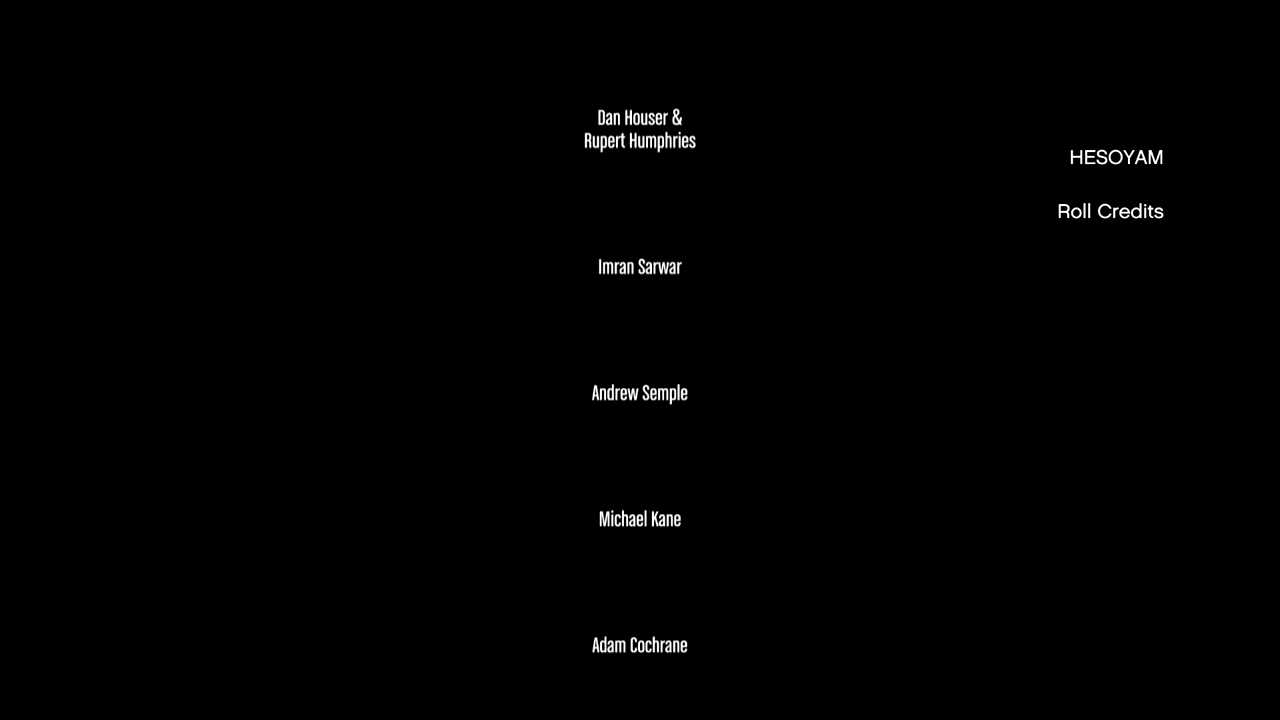 Dan Houser &
Rupert Humphries
HESOYAM
Roll Credits
Imran Sarwar
Andrew Semple
Michael Kane
Adam Cochrane